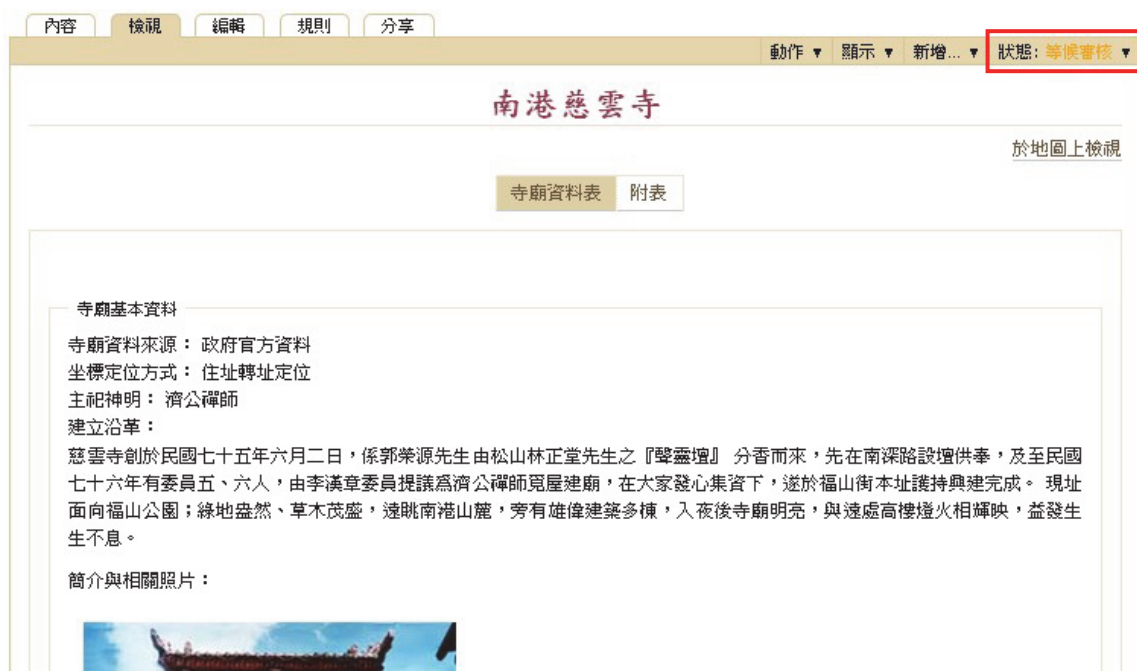 內容 檢視 編輯 規則 分享
動作 ▼ 顯示 ▼ 新增... ▼ 狀態: 等候審核 ▼
南港慈雲寺
於地圖上檢視
寺廟資料表 附表
寺廟基本資料
寺廟資料來源： 政府官方資料
坐標定位方式： 住址轉址定位
主祀神明： 濟公禪師
建立沿革：
慈雲寺創於民國七十五年六月二日，係郭榮源先生由松山林正堂先生之『聲靈壇』 分香而來，先在南深路設壇供奉，及至民國
七十六年有委員五、六人，由李漢章委員提議為濟公禪師覓屋建廟，在大家發心集資下，遂於福山街本址護持興建完成。 現址
面向福山公園；綠地盎然、草木茂盛，遠眺南港山麓，旁有雄偉建築多棟，入夜後寺廟明亮，與遠處高樓燈火相輝映，益發生
生不息。
簡介與相關照片：